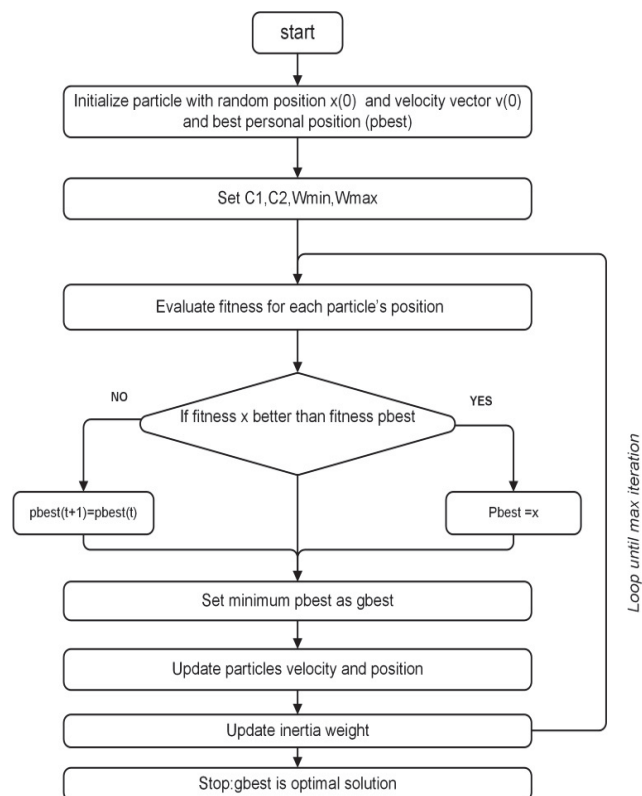 start
Initialize particle with random position x(0) and velocity vector v(0)
and best personal position (pbest)
Set C1,C2,Wmin,Wmax
Evaluate fitness for each particle's position
If fitness x better than fitness pbest
NO
YES
pbest(t+1)=pbest(t)
Pbest =x
Loop until max iteration
Set minimum pbest as gbest
Update particles velocity and position
Update inertia weight
Stop:gbest is optimal solution